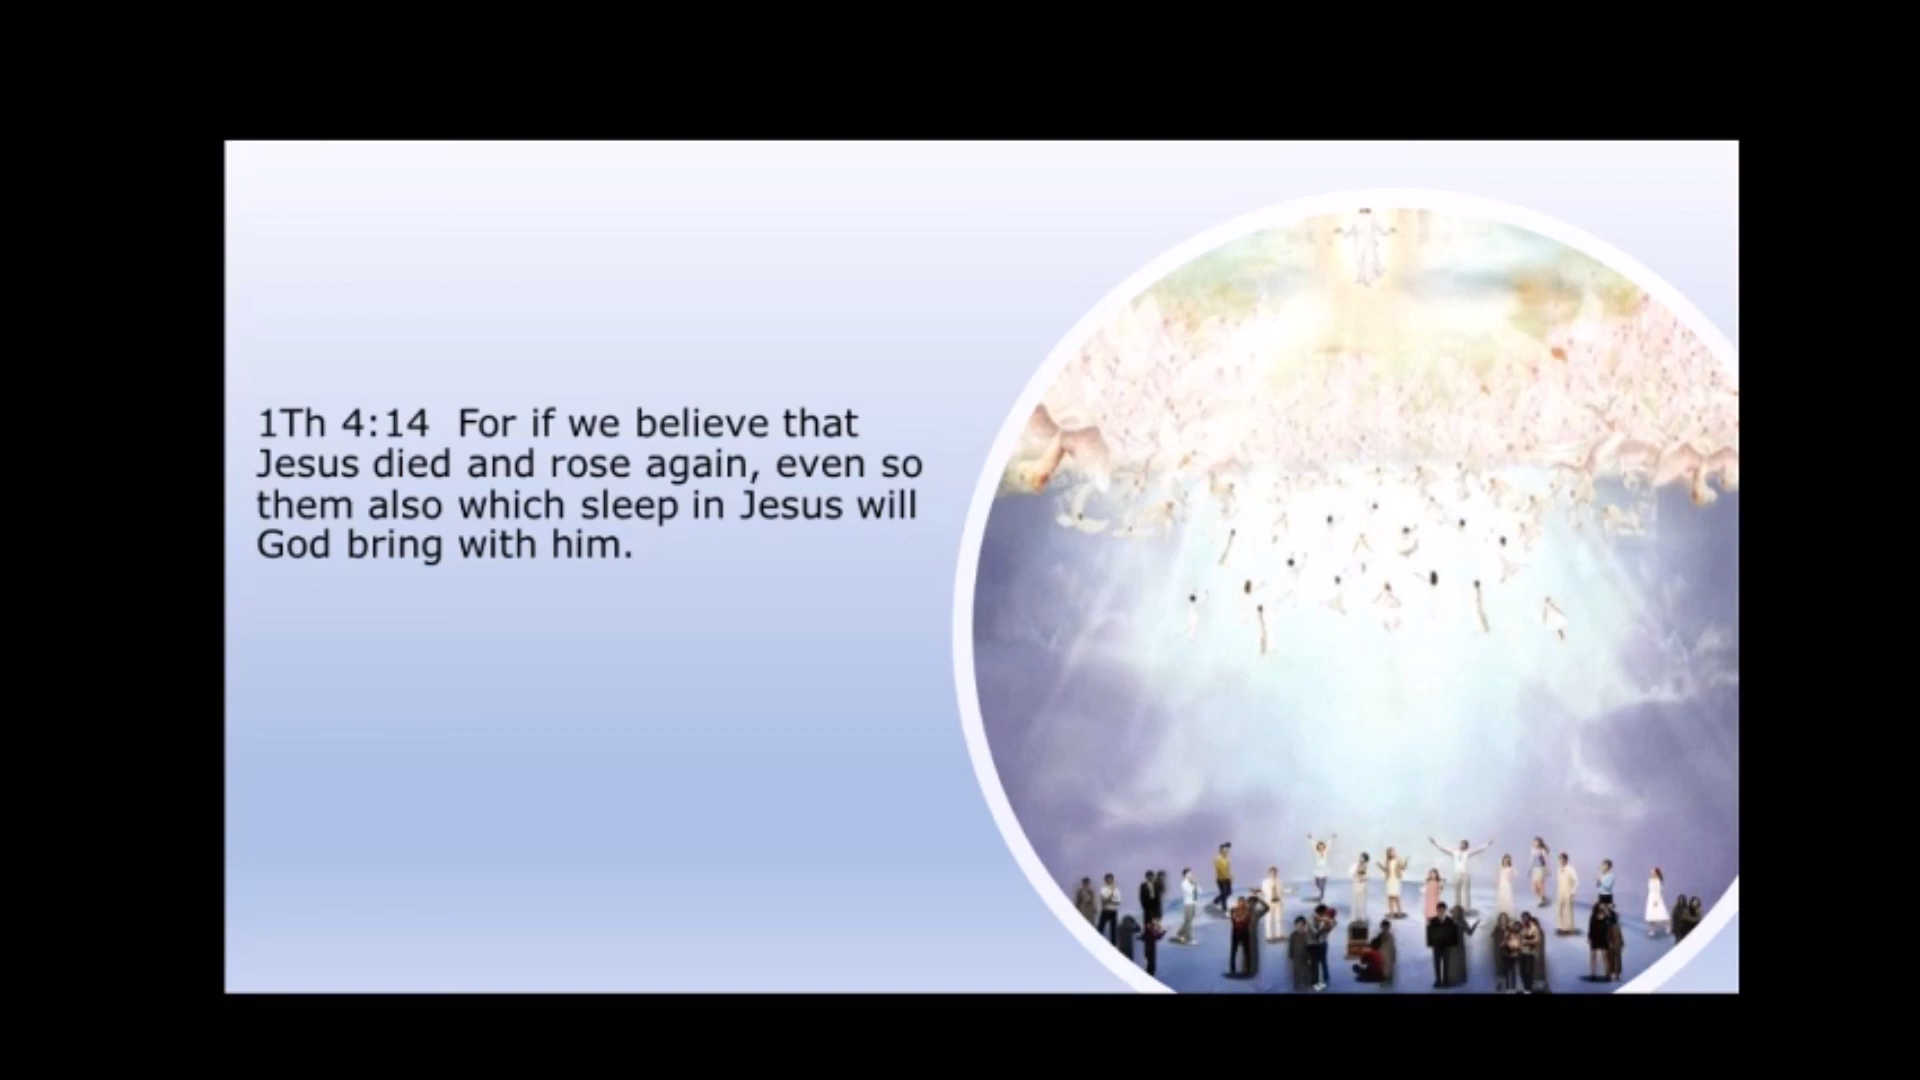 1Th 4:14  For if we believe that
Jesus died and rose again, even so
them also which sleep in Jesus will
God bring with him.